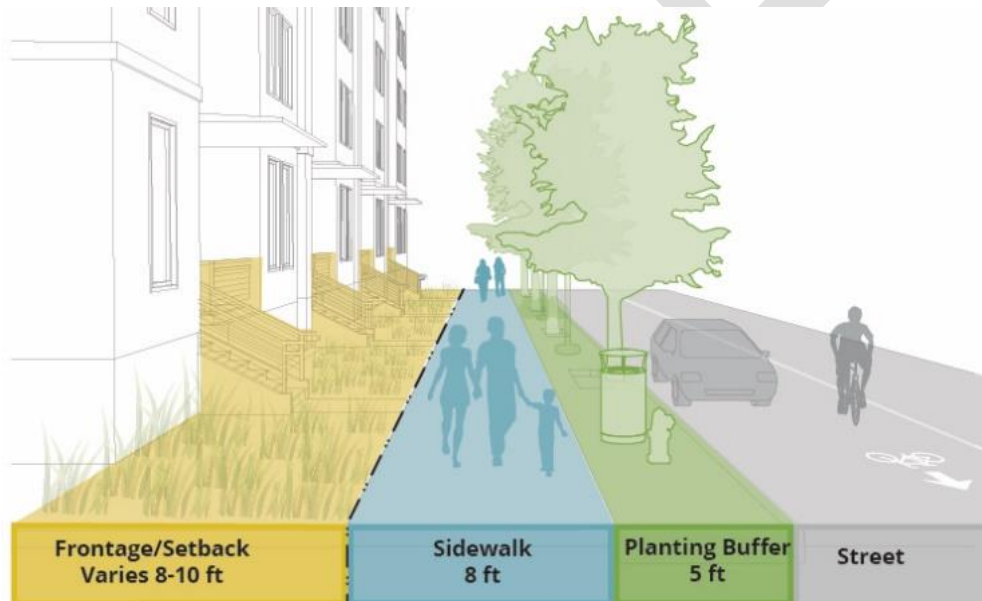 Frontage/Setback
Varies 8-10 ft
Sidewalk
8 ft
Planting Buffer
5 ft
Street